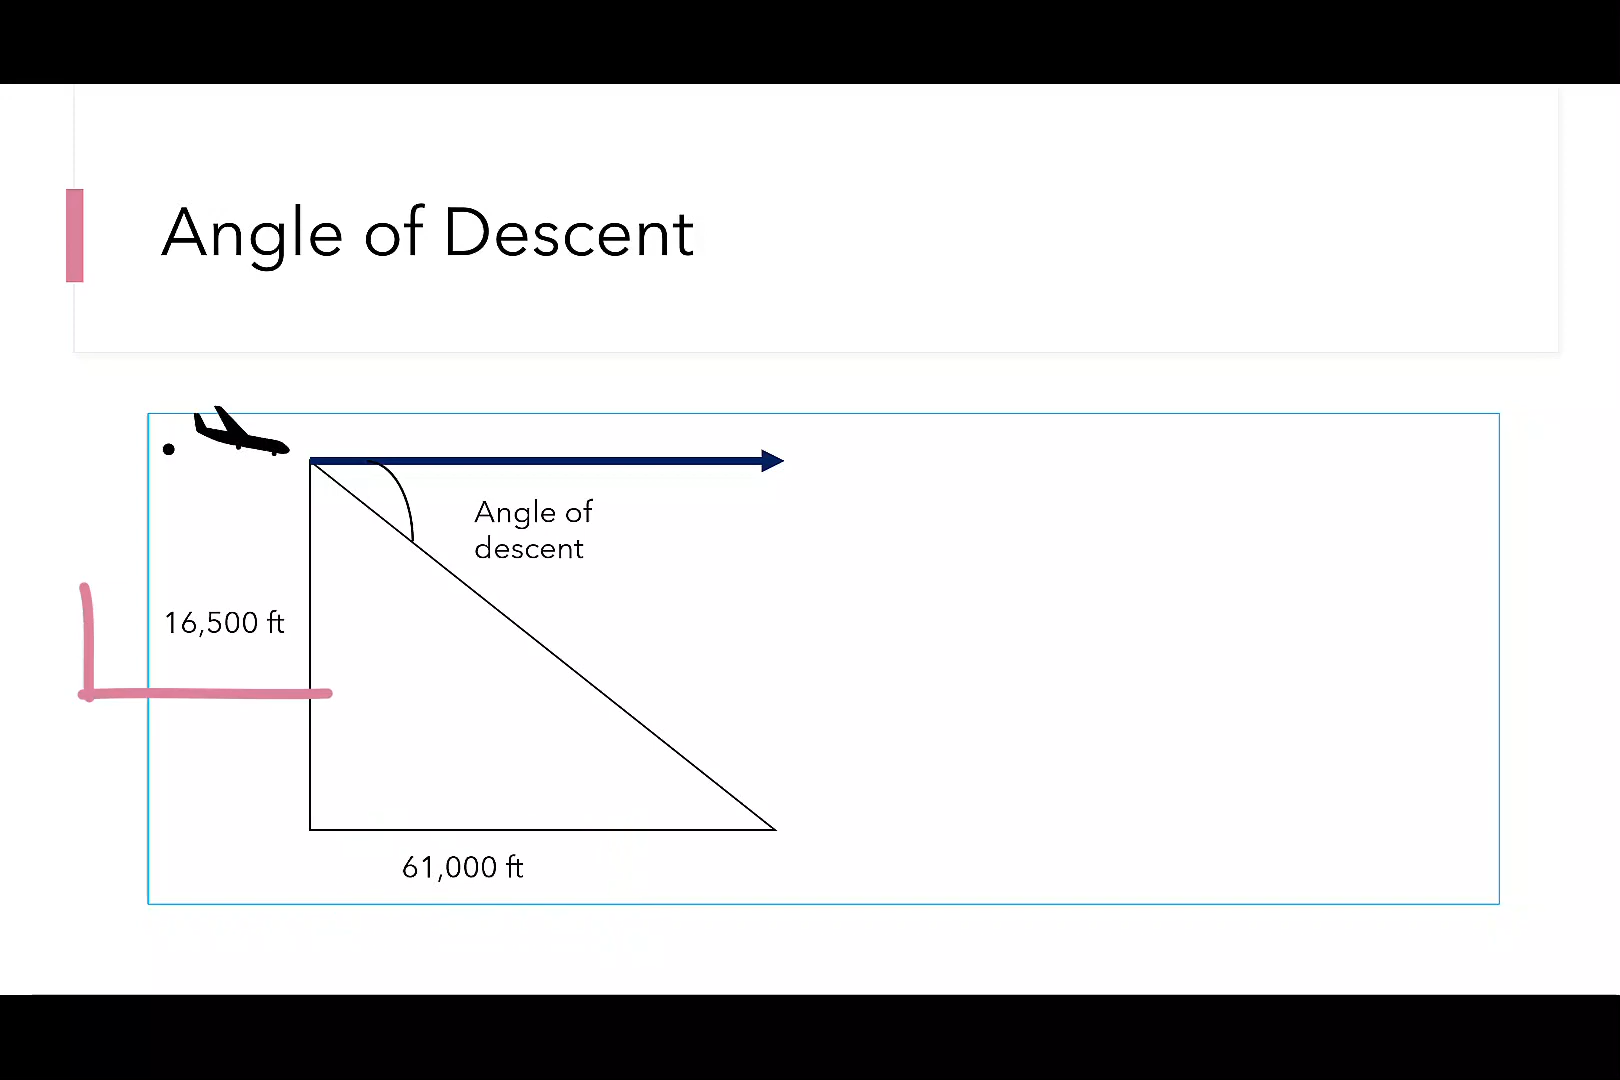 Angle of Descent
Angle of
descent
16,500 ft
61,000 ft